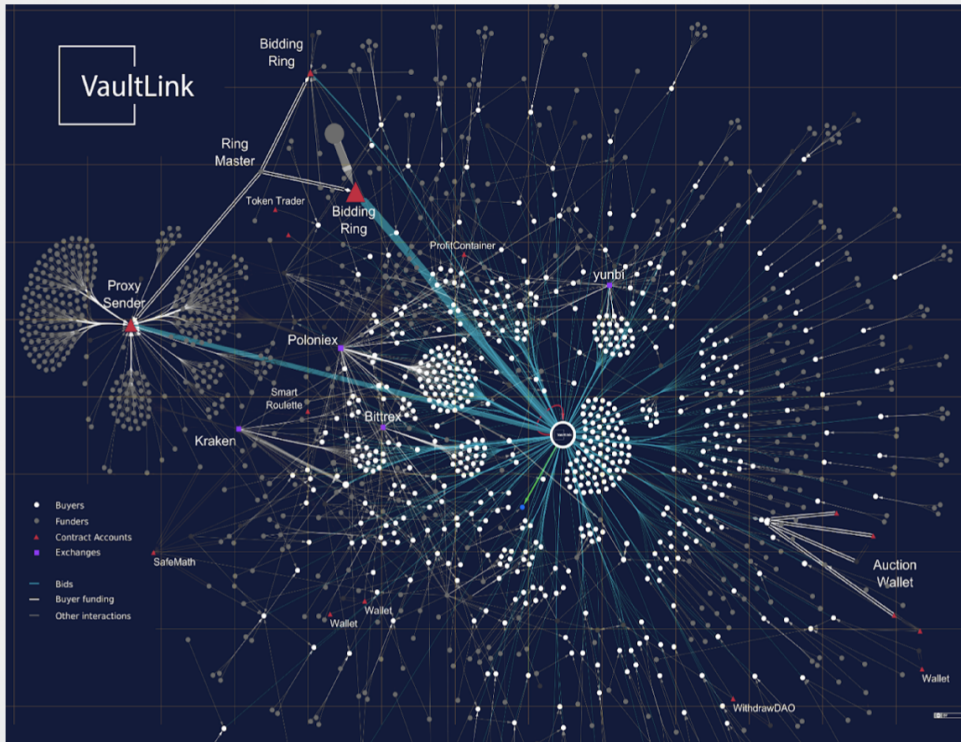 VaultLink
Bidding
Ring
Ring
Master
Token Trader
Bidding
Ring
ProfitContainer
yunbi
Proxy
Sender
Poloniex
Smart
Roulette
Bittrex
Kraken
Buyers
Funders
Contract Accounts
Exchanges
Bids
Buyer funding
Other interactions
SafeMath
Auction
Wallet
Wallet
Wallet
Wallet
WithdrawDAO